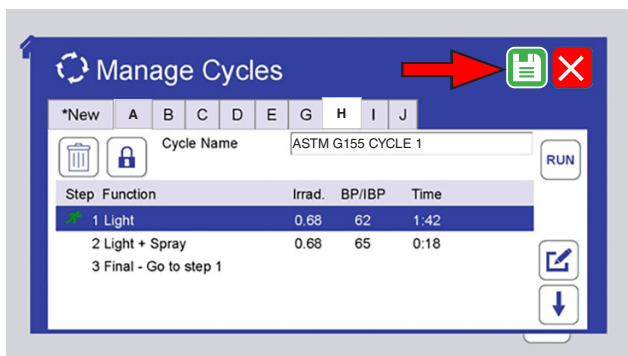 Manage Cycles
*New A B C D E G H I J
Cycle Name ASTM G155 CYCLE 1
RUN
Step Function Irrad. BP/IBP Time
1 Light 0.68 62 1:42
2 Light + Spray 0.68 65 0:18
3 Final - Go to step 1